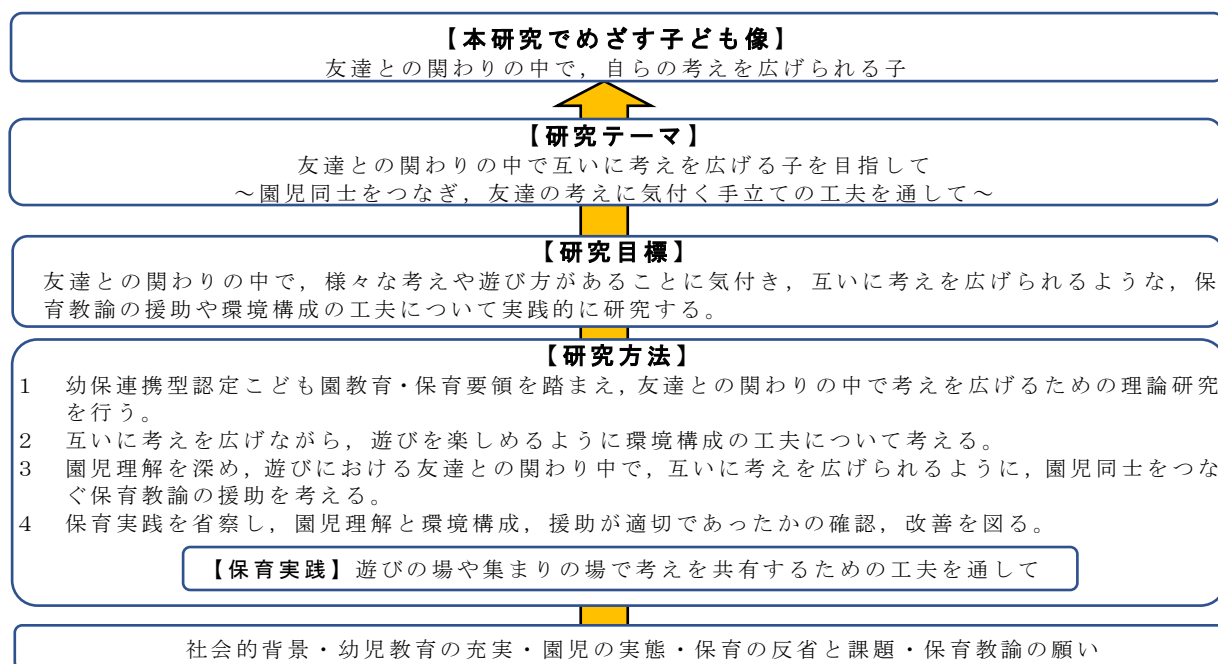 【本研究でめざす子ども像】
友達との関わりの中で，自らの考えを広げられる子
【研究テーマ】
友達との関わりの中で互いに考えを広げる子を目指して
～園児同士をつなぎ，友達の考えに気付く手立ての工夫を通して～
【研究目標】
友達との関わりの中で，様々な考えや遊び方があることに気付き，互いに考えを広げられるような，保
育教諭の援助や環境構成の工夫について実践的に研究する。
【研究方法】
1 幼保連携型認定こども園教育・保育要領を踏まえ，友達との関わりの中で考えを広げるための理論研究
を行う。
2 互いに考えを広げながら，遊びを楽しめるように環境構成の工夫について考える。
3 園児理解を深め，遊びにおける友達との関わり中で，互いに考えを広げられるように，園児同士をつな
ぐ保育教諭の援助を考える。
4 保育実践を省察し，園児理解と環境構成，援助が適切であったかの確認，改善を図る。
【保育実践】遊びの場や集まりの場で考えを共有するための工夫を通して
社会的背景・幼児教育の充実・園児の実態・保育の反省と課題・保育教諭の願い